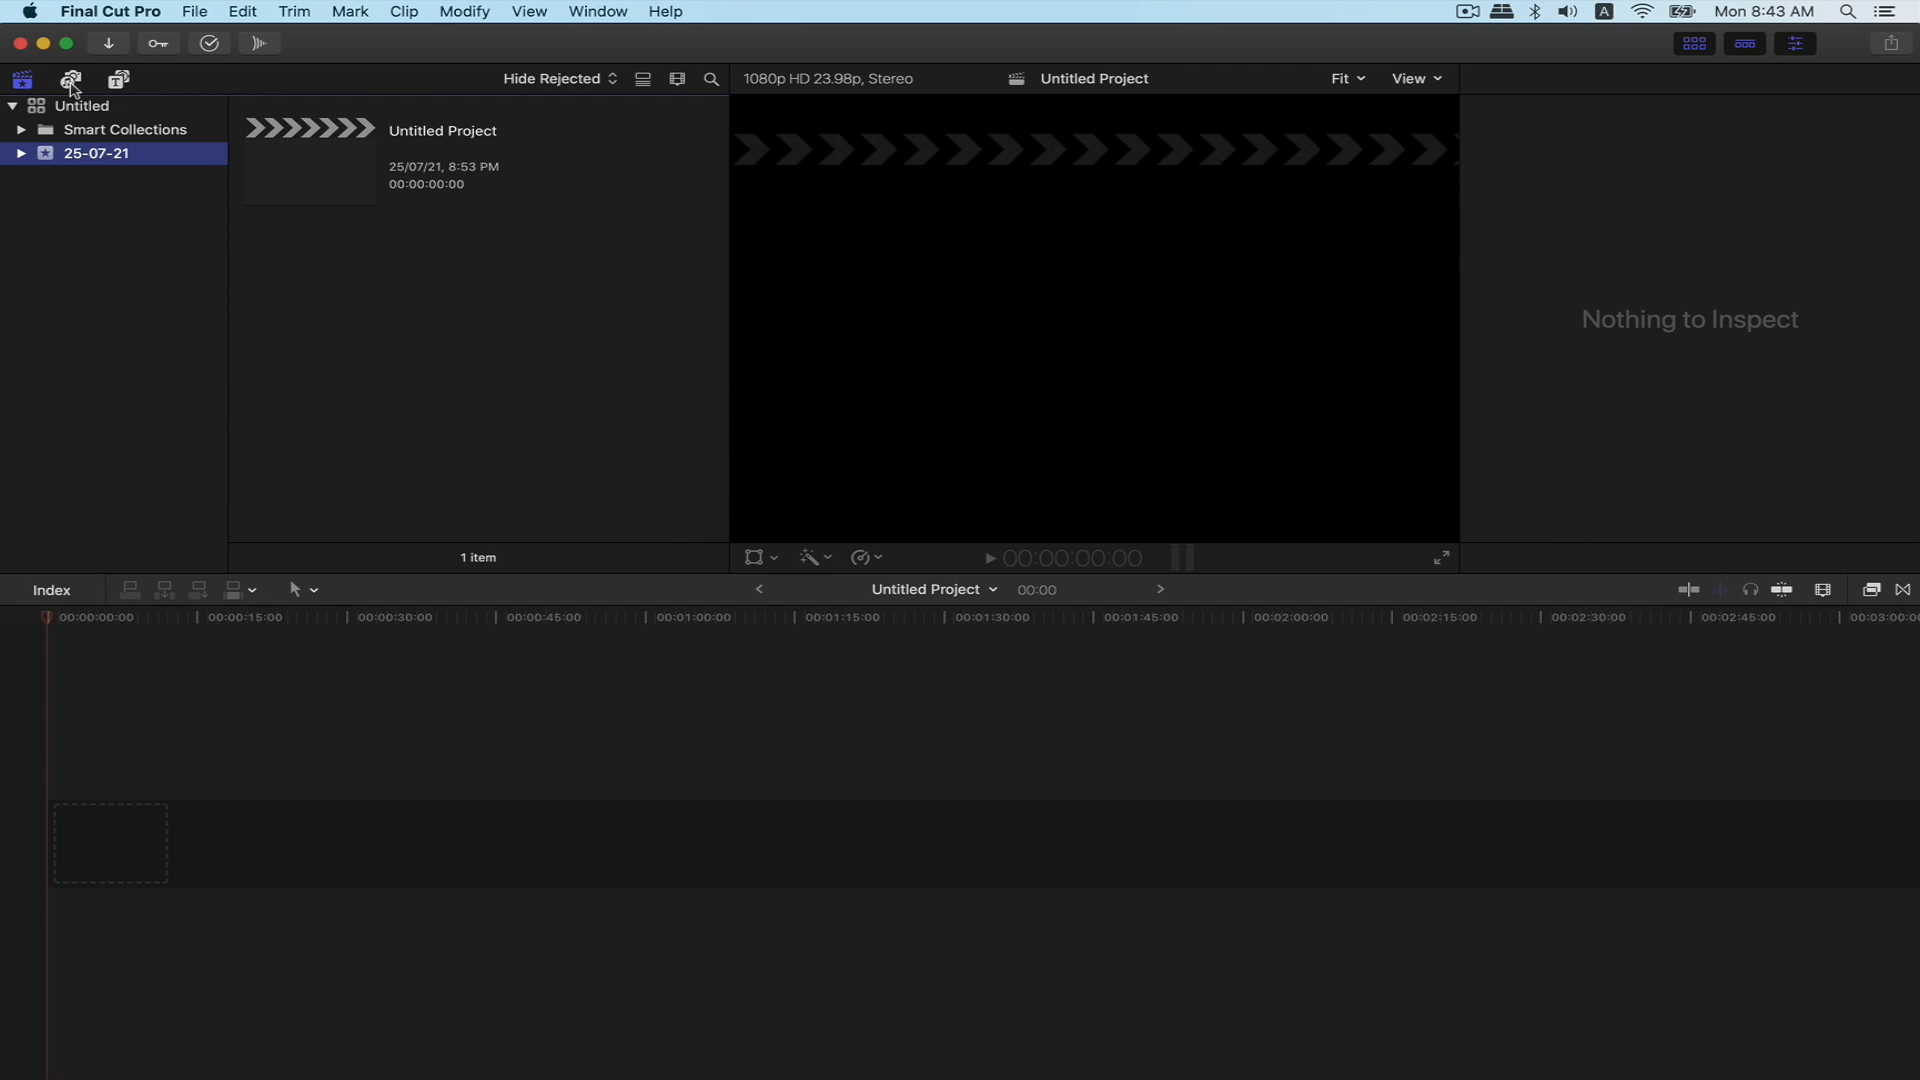 Final Cut Pro File Edit Trim Mark Clip Modify View Window Help A Mon 8:43 AM
T Hide Rejected 1080p HD 23.98p, Stereo Untitled Project Fit View
Untitled
Smart Collections
25-07-21
Untitled Project
25/07/21, 8:53 PM
00:00:00:00
Nothing to Inspect
1 item
00:00:00:00
Index Untitled Project 00:00
00:00:00:00 00:00:15:00 00:00:30:00 00:00:45:00 00:01:00:00 00:01:15:00 00:01:30:00 00:01:45:00 00:02:00:00 00:02:15:00 00:02:30:00 00:02:45:00 00:03:00:00